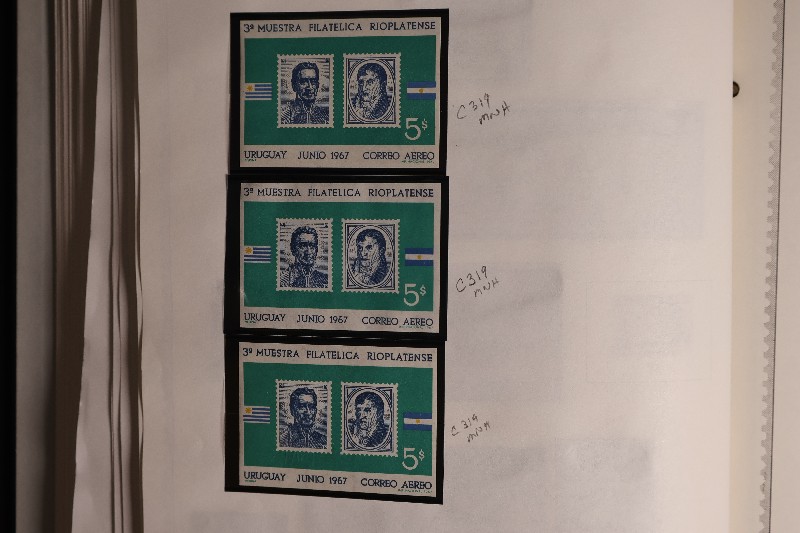 3ª MUESTRA FILATELICA RIOPLATENSE
5$
URUGUAY JUNIO 1967 CORREO AEREO
C319
MNH
3ª MUESTRA FILATELICA RIOPLATENSE
5$
URUGUAY JUNIO 1967 CORREO AEREO
C319
MNH
3ª MUESTRA FILATELICA RIOPLATENSE
5$
URUGUAY JUNIO 1967 CORREO AEREO
C319
MNH